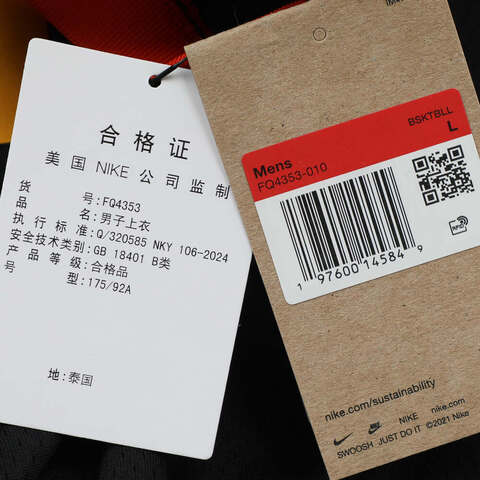 合格证
美国 NIKE 公司监制
货号:FQ4353
品名:男子上衣
执行标准:Q/320585 NKY 106-2024
安全技术类别:GB 18401 B类
产品等级:合格品
号型:175/92A
地:泰国
BSKTBLL
L
Mens
FQ4353-010
1 97600 14584 9
RFID
nike.com/sustainability
NIKE
SWOOSH JUST DO IT ©2021 Nike